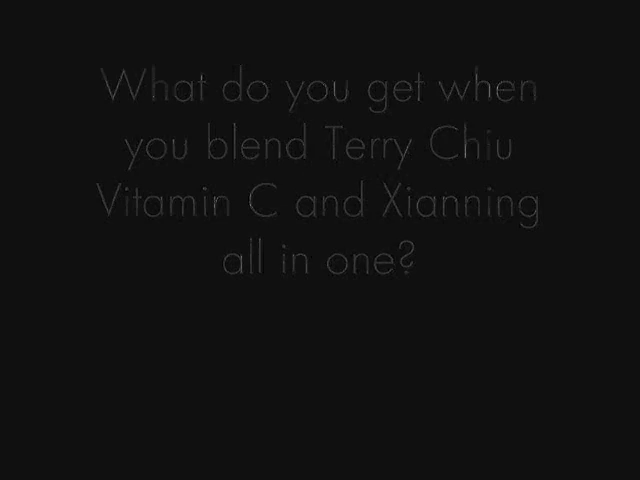 What do you get when
you blend Terry Chiu
Vitamin C and Xianning
all in one?